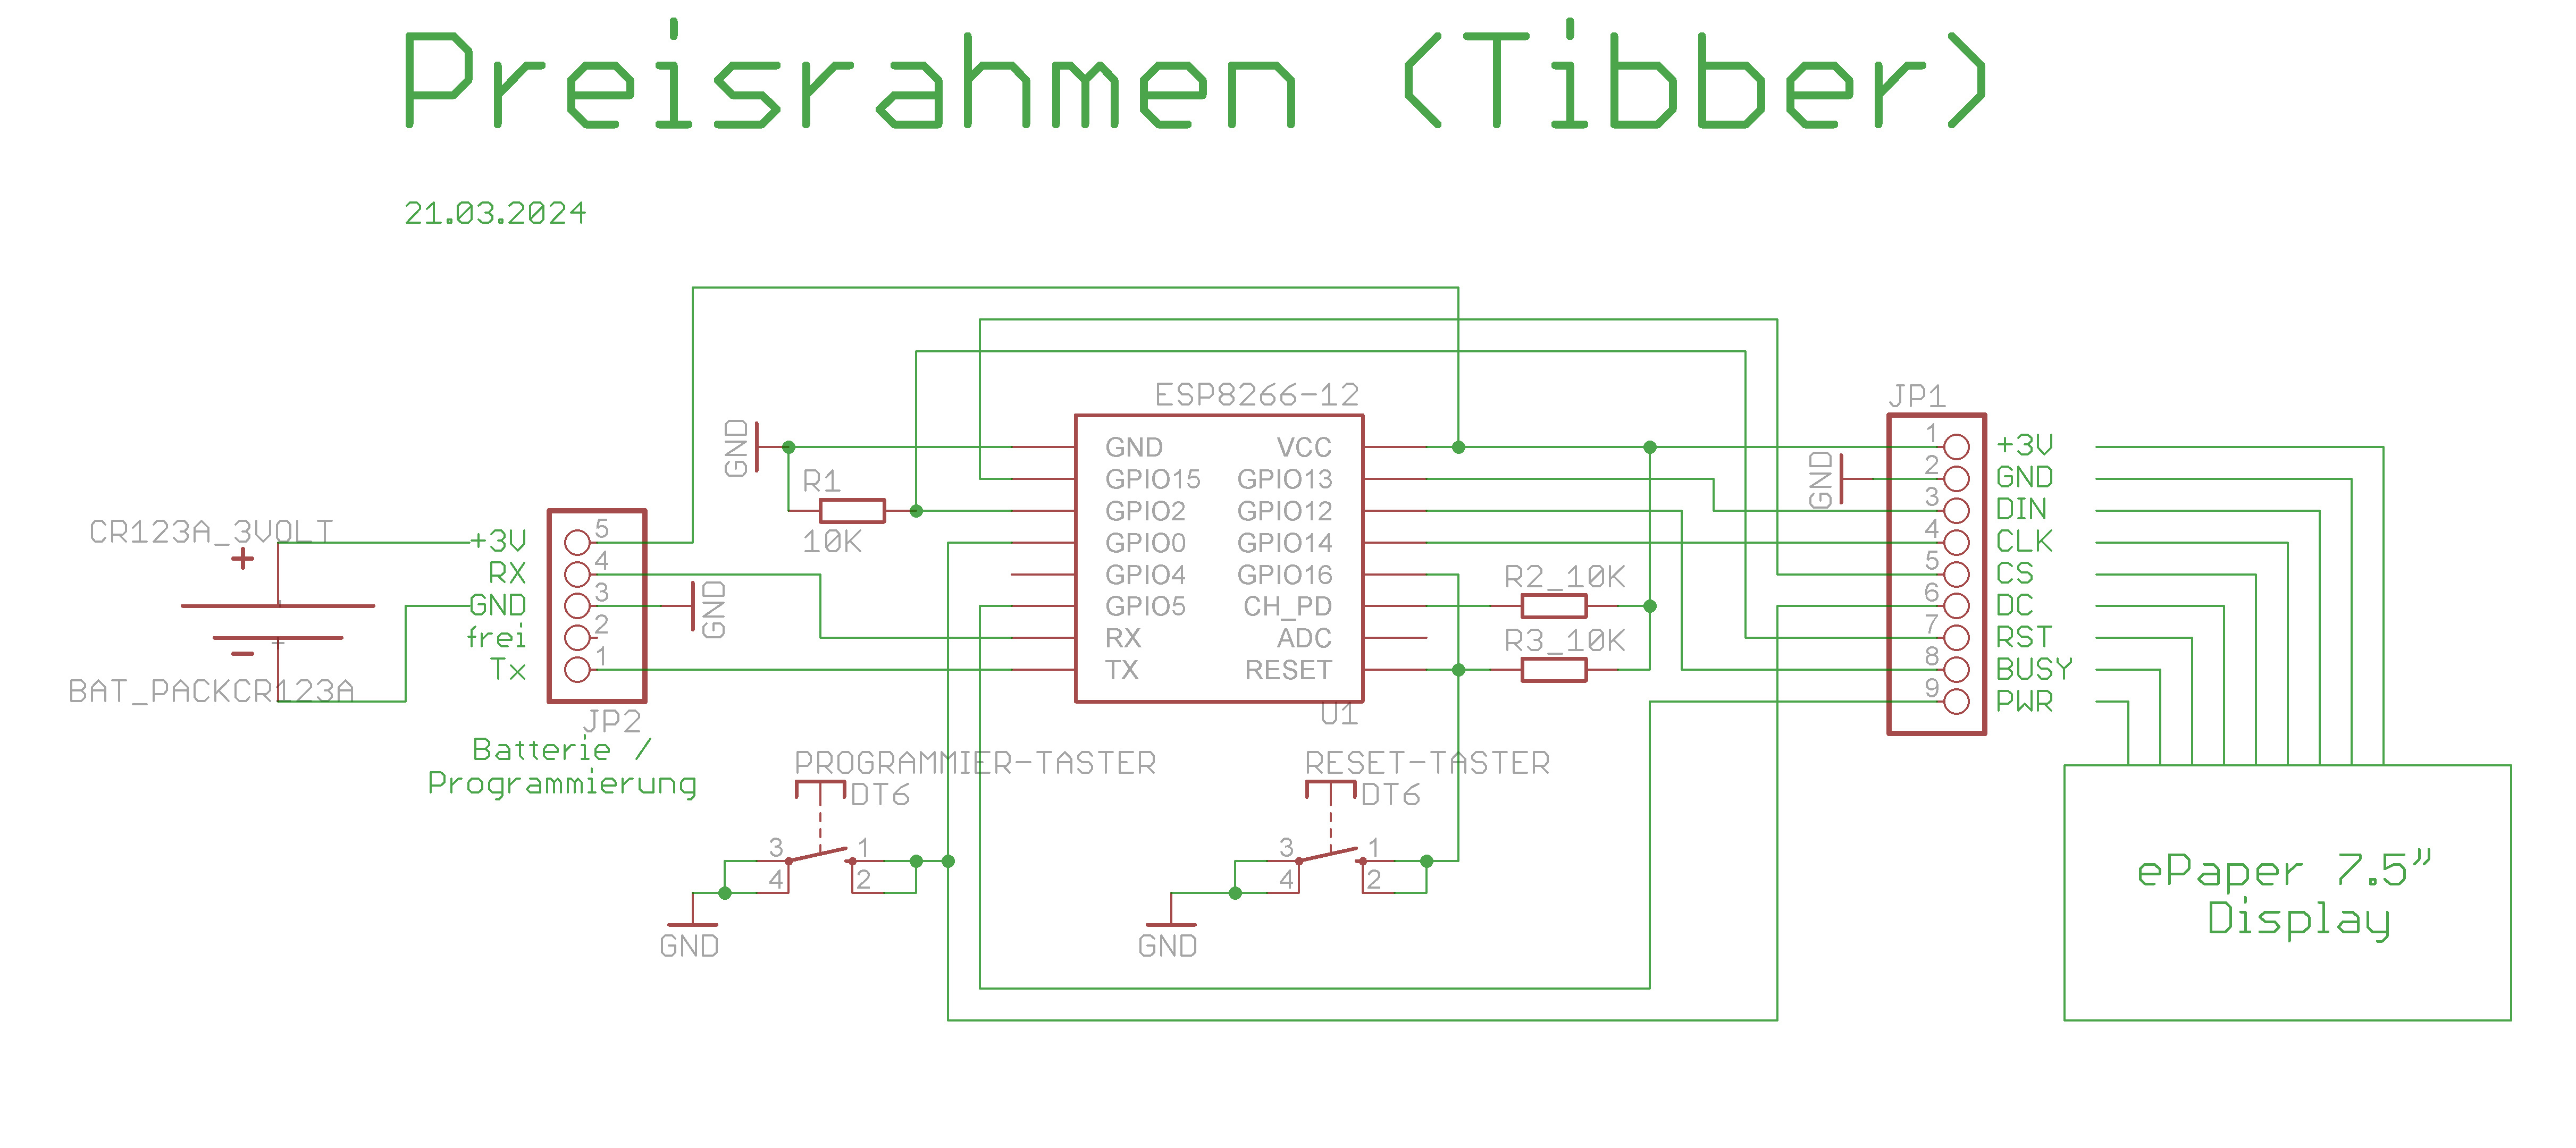 Preisrahmen (Tibber)
21.03.2024
CR123A_3VOLT
+
-
BAT_PACKCR123A
+3V
RX
GND
frei
Tx
5
4
3
2
1
JP2
Batterie /
Programmierung
GND
GND
R1
10K
ESP8266-12
GND
GPIO15
GPIO2
GPIO0
GPIO4
GPIO5
RX
TX
VCC
GPIO13
GPIO12
GPIO14
GPIO16
CH_PD
ADC
RESET
U1
R2_10K
R3_10K
PROGRAMMIER-TASTER
DT6
3
1
4
2
GND
RESET-TASTER
DT6
3
1
4
2
GND
GND
JP1
1
2
3
4
5
6
7
8
9
+3V
GND
DIN
CLK
CS
DC
RST
BUSY
PWR
ePaper 7.5”
Display